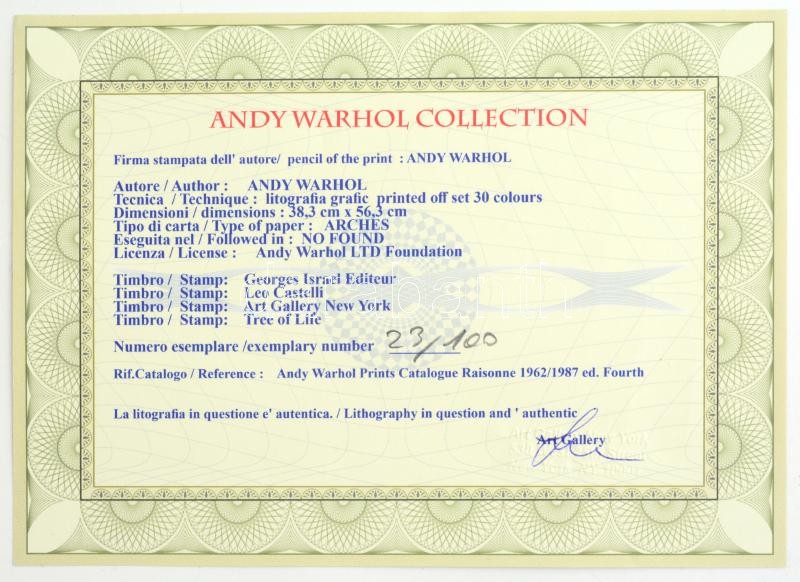 ANDY WARHOL COLLECTION
Firma stampata dell' autore/ pencil of the print : ANDY WARHOL
Autore / Author : ANDY WARHOL
Tecnica / Technique : litografia grafic printed off set 30 colours
Dimensioni / dimensions : 38,3 cm x 56,3 cm
Tipo di carta / Type of paper : ARCHES
Eseguita nel / Followed in : NO FOUND
Licenza / License : Andy Warhol LTD Foundation
Timbro / Stamp: Georges Israel Editeur
Timbro / Stamp: Leo Castelli
Timbro / Stamp: Art Gallery New York
Timbro / Stamp: Tree of Life
Numero esemplare /exemplary number 23/100
Rif.Catalogo / Reference : Andy Warhol Prints Catalogue Raisonne 1962/1987 ed. Fourth
La litografia in questione e' autentica. / Lithography in question and ' authentic
Art Gallery